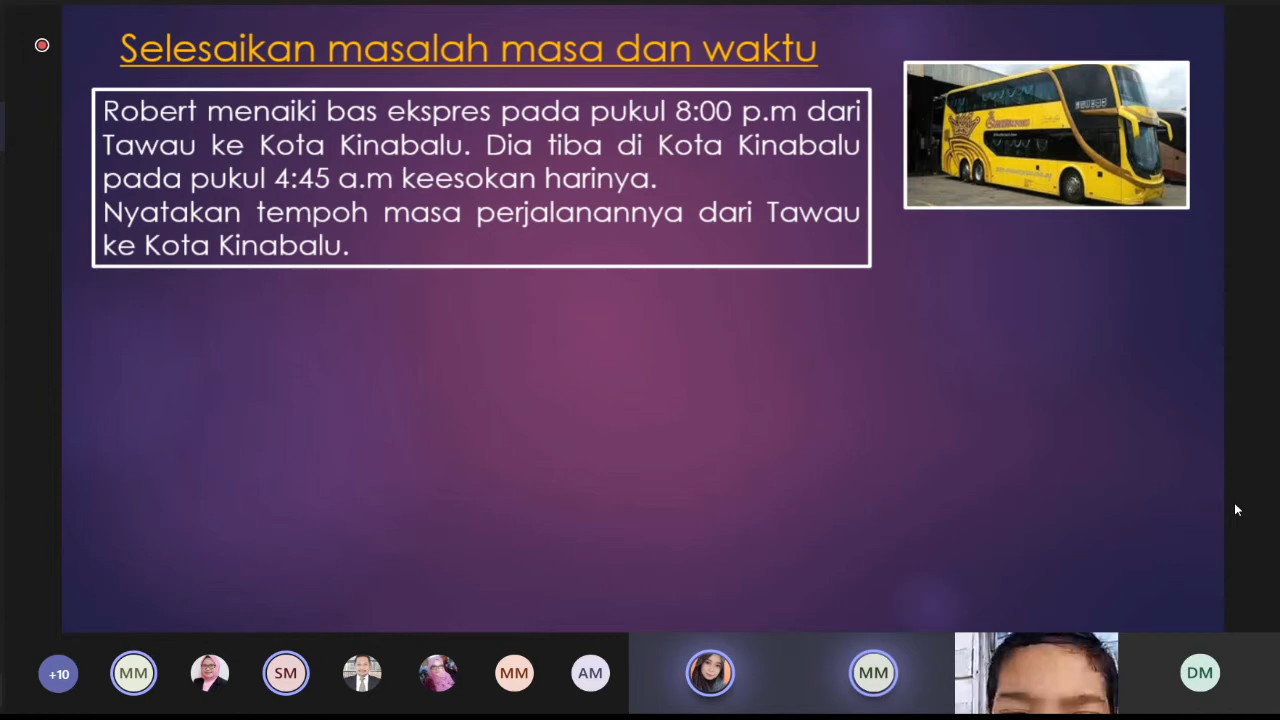 Selesaikan masalah masa dan waktu
Robert menaiki bas ekspres pada pukul 8:00 p.m dari
Tawau ke Kota Kinabalu. Dia tiba di Kota Kinabalu
pada pukul 4:45 a.m keesokan harinya.
Nyatakan tempoh masa perjalanannya dari Tawau
ke Kota Kinabalu.
+10
MM
SM
MM
AM
MM
DM